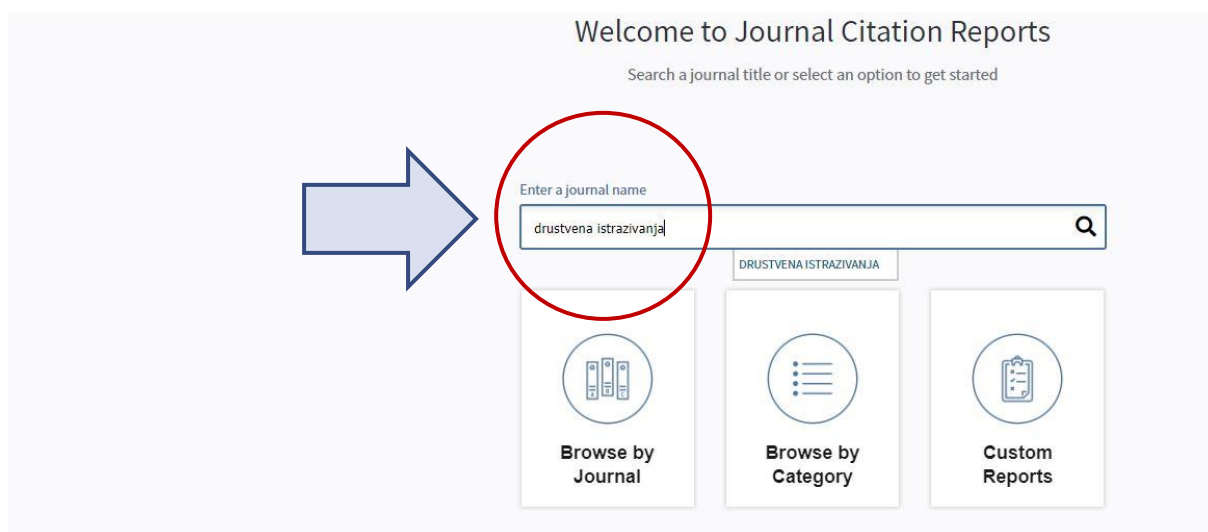 Welcome to Journal Citation Reports
Search a journal title or select an option to get started
Enter a journal name
drustvena istrazivanja
DRUSTVENA ISTRAZIVANJA
Browse by
Journal
Browse by
Category
Custom
Reports